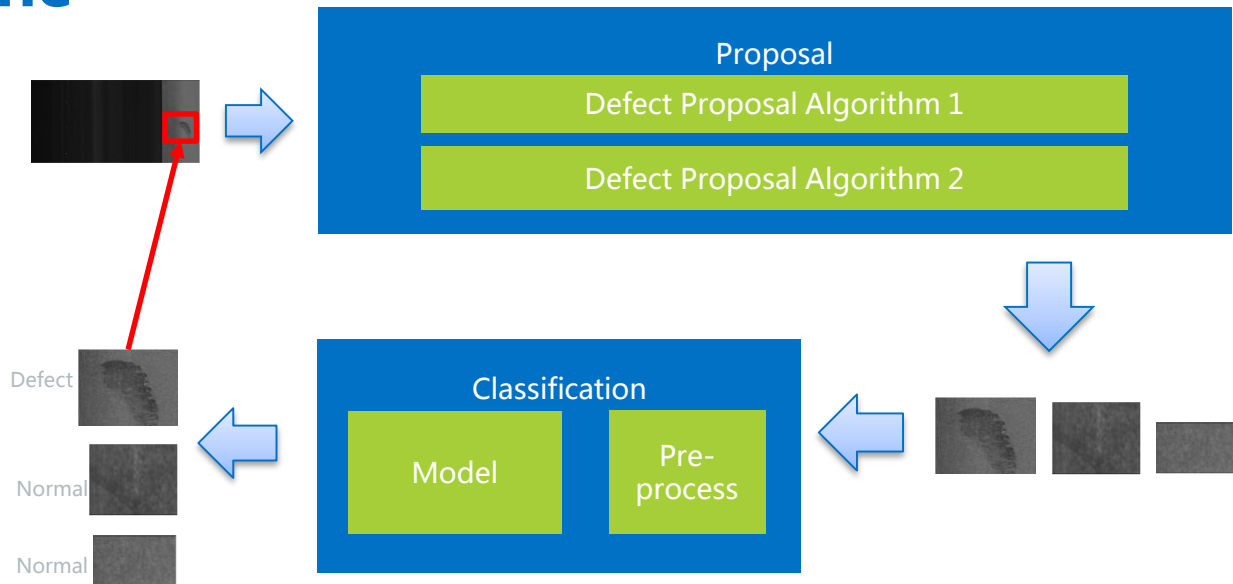 Proposal
Defect Proposal Algorithm 1
Defect Proposal Algorithm 2
Classification
Model
Pre-
process
Defect
Normal
Normal